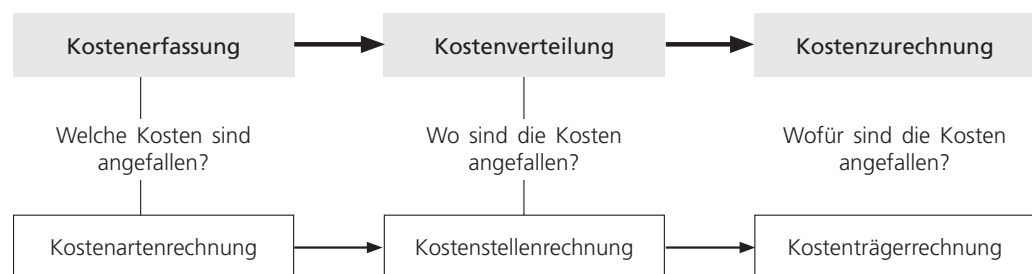 Kostenerfassung
Kostenverteilung
Kostenzurechnung
Welche Kosten sind
angefallen?
Wo sind die Kosten
angefallen?
Wofür sind die Kosten
angefallen?
Kostenartenrechnung
Kostenstellenrechnung
Kostenträgerrechnung